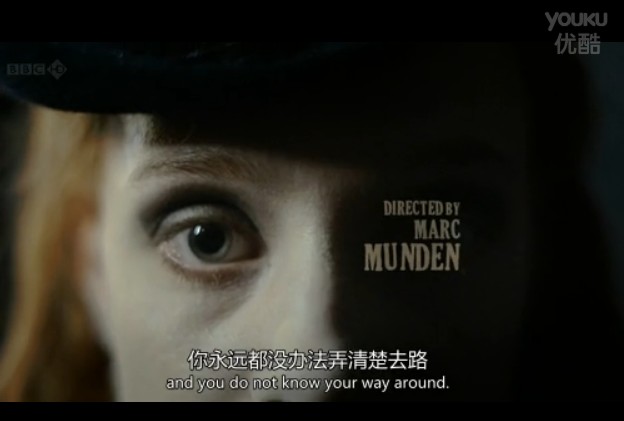 YOUKU
优酷
BBC HD
DIRECTED BY
MARC
MUNDEN
你永远都没办法弄清楚去路
and you do not know your way around.